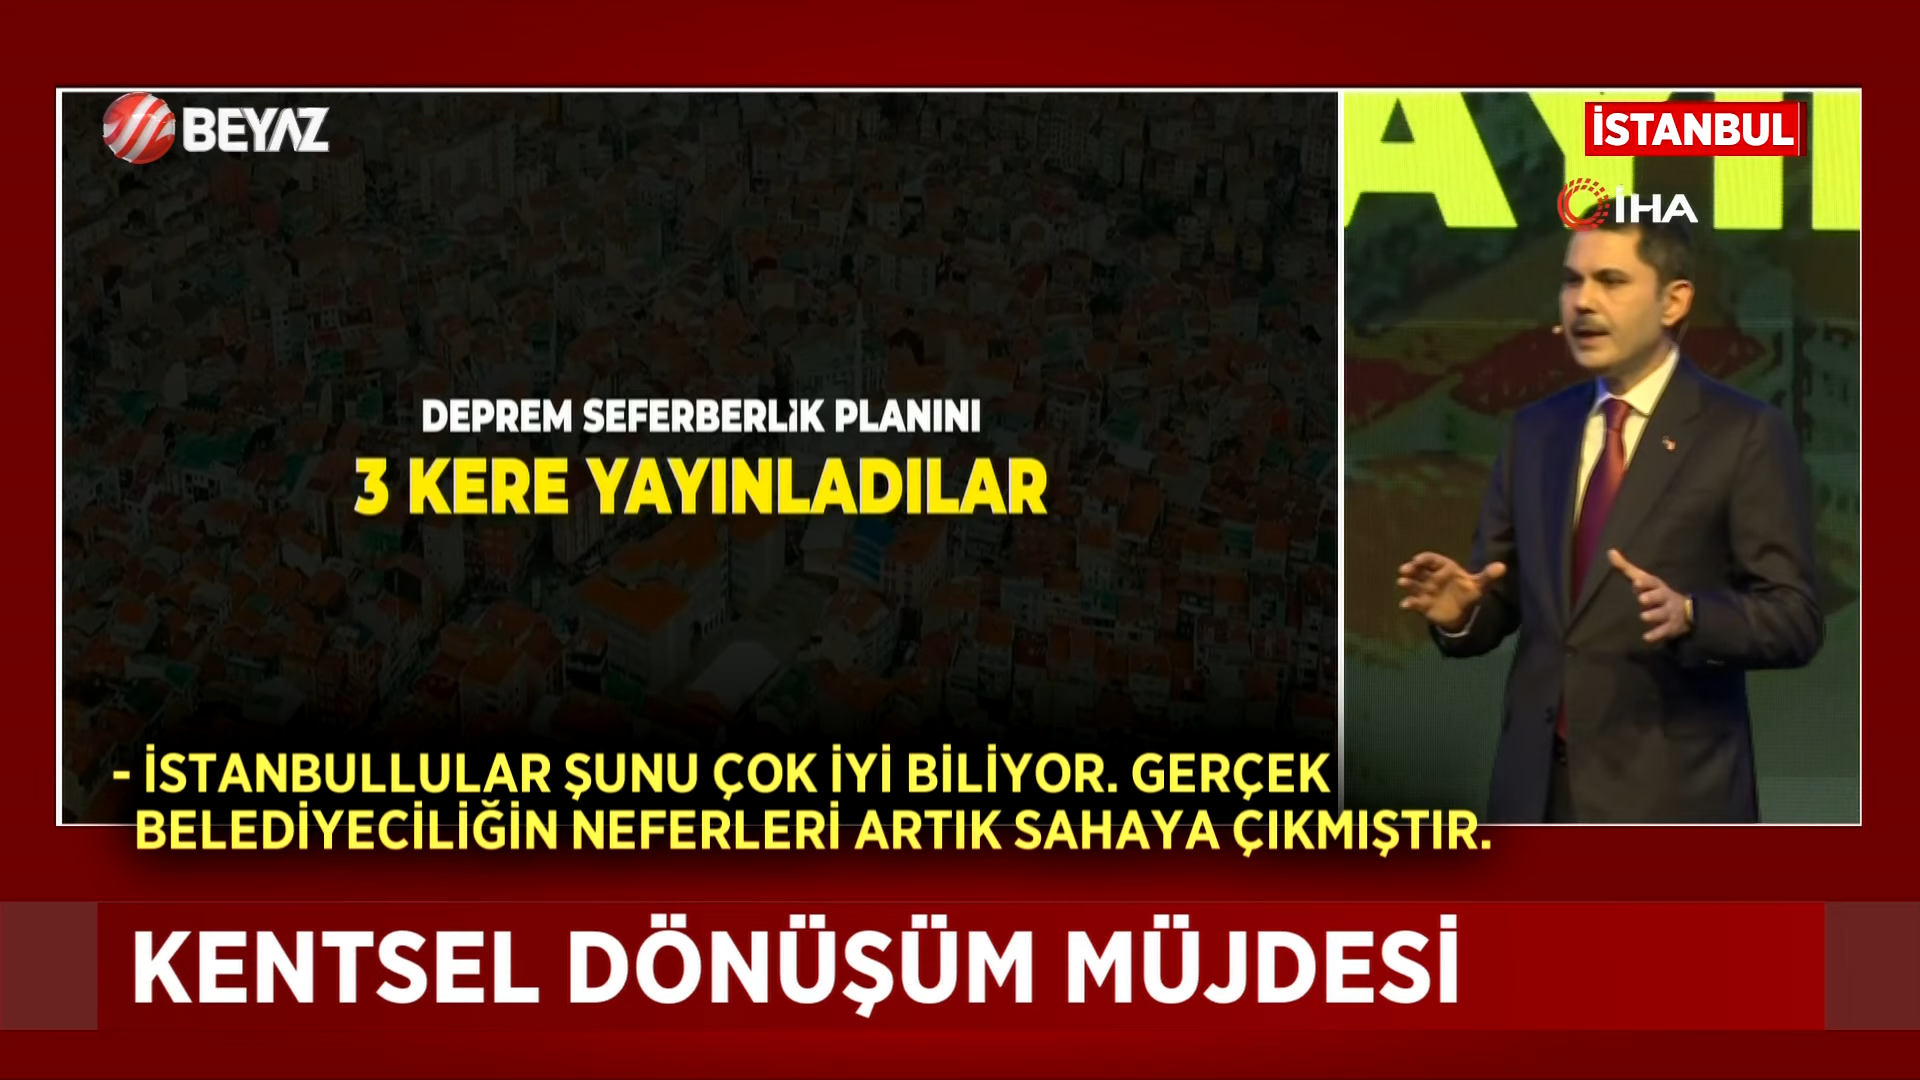 BEYAZ
AYIN
İSTANBUL
İHA
DEPREM SEFERBERLİK PLANINI
3 KERE YAYINLADILAR
- İSTANBULLULAR ŞUNU ÇOK İYİ BİLİYOR. GERÇEK
BELEDİYECİLİĞİN NEFERLERİ ARTIK SAHAYA ÇIKMIŞTIR.
KENTSEL DÖNÜŞÜM MÜJDESİ